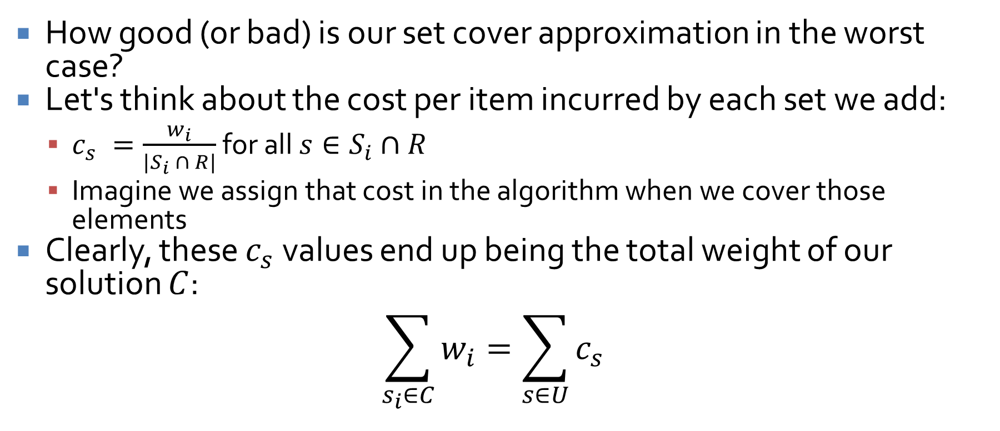 ▪ How good (or bad) is our set cover approximation in the worst
case?
▪ Let's think about the cost per item incurred by each set we add:
▪ $c_s = \frac{w_i}{|S_i \cap R|}$ for all $s \in S_i \cap R$
▪ Imagine we assign that cost in the algorithm when we cover those
elements
▪ Clearly, these $c_s$ values end up being the total weight of our
solution $C$:
$\sum_{s_i \in C} w_i = \sum_{s \in U} c_s$